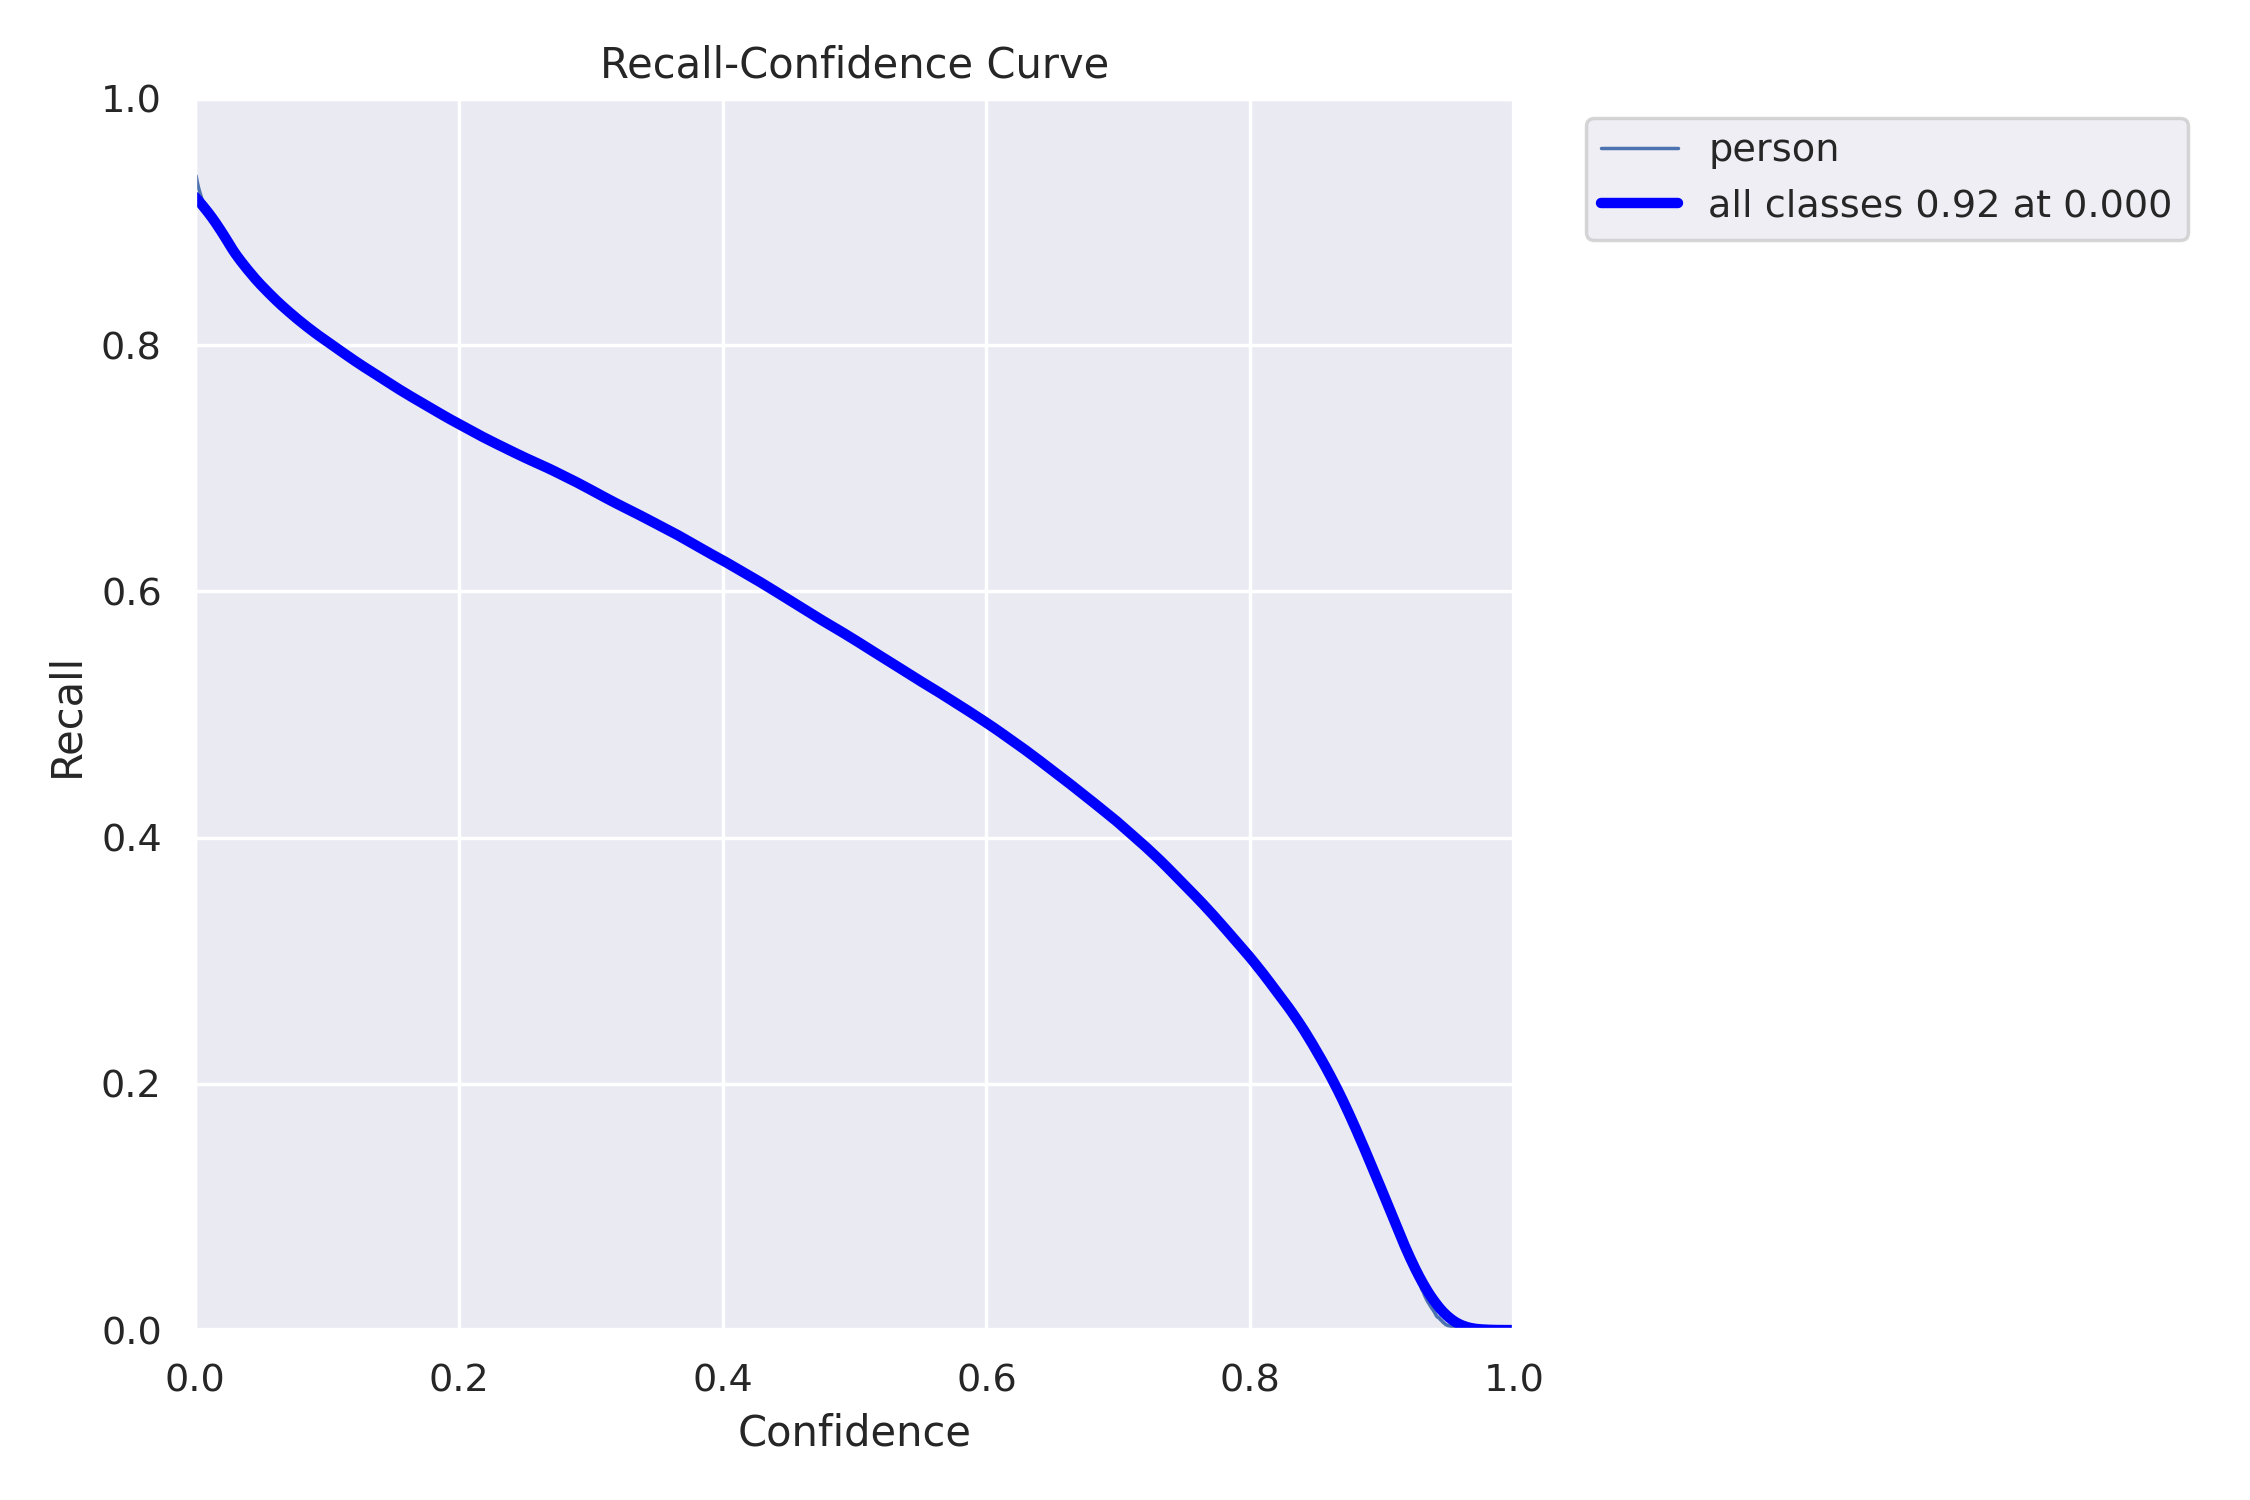 Recall-Confidence Curve
1.0
0.8
0.6
0.4
0.2
0.0
Recall
0.0 0.2 0.4 0.6 0.8 1.0
Confidence
person
all classes 0.92 at 0.000